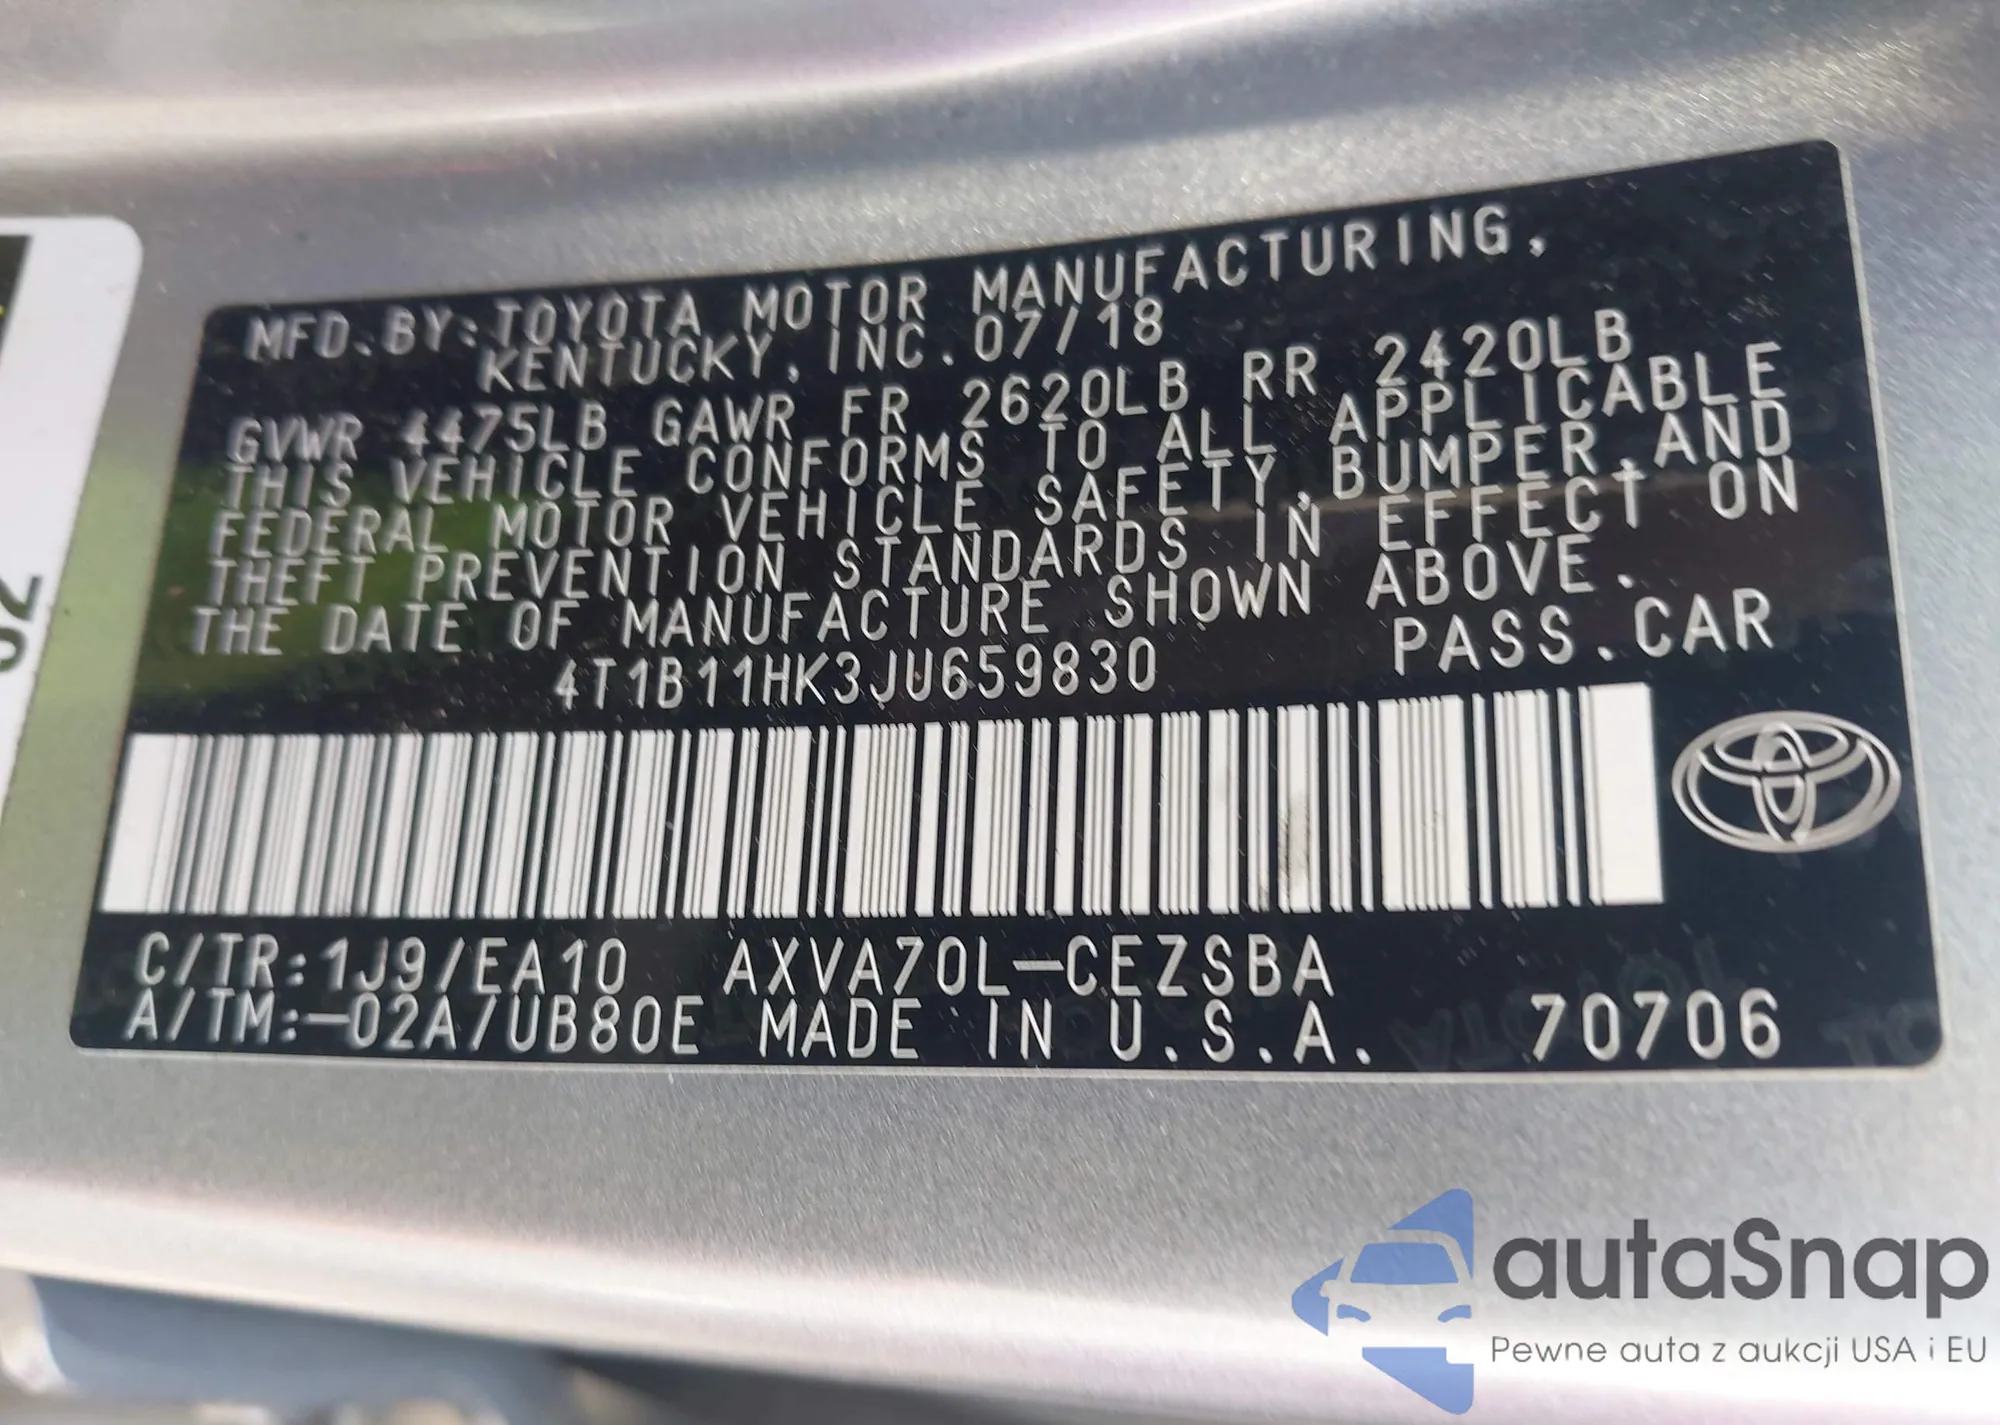 MFD.BY:TOYOTA MOTOR MANUFACTURING,
KENTUCKY, INC. 07/18
GVWR 4475LB GAWR FR 2620LB RR 2420LB
THIS VEHICLE CONFORMS TO ALL APPLICABLE
FEDERAL MOTOR VEHICLE SAFETY, BUMPER, AND
THEFT PREVENTION STANDARDS IN EFFECT ON
THE DATE OF MANUFACTURE SHOWN ABOVE.
4T1B11HK3JU659830 PASS.CAR
C/TR:1J9/EA10 AXVA70L-CEZSBA
A/TM:-02A/UB80E MADE IN U.S.A. 70706
autaSnap
Pewne auta z aukcji USA i EU